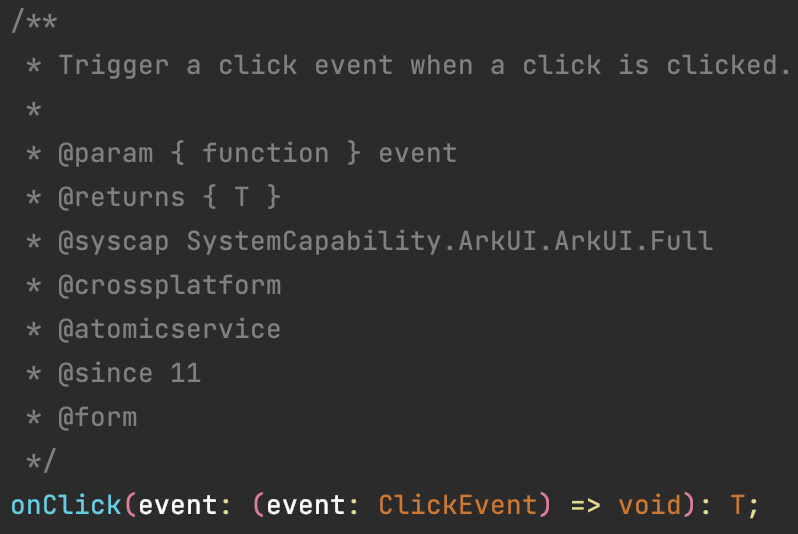 /**
 * Trigger a click event when a click is clicked.
 *
 * @param { function } event
 * @returns { T }
 * @syscap SystemCapability.ArkUI.ArkUI.Full
 * @crossplatform
 * @atomicservice
 * @since 11
 * @form
 */
onClick(event: (event: ClickEvent) => void): T;